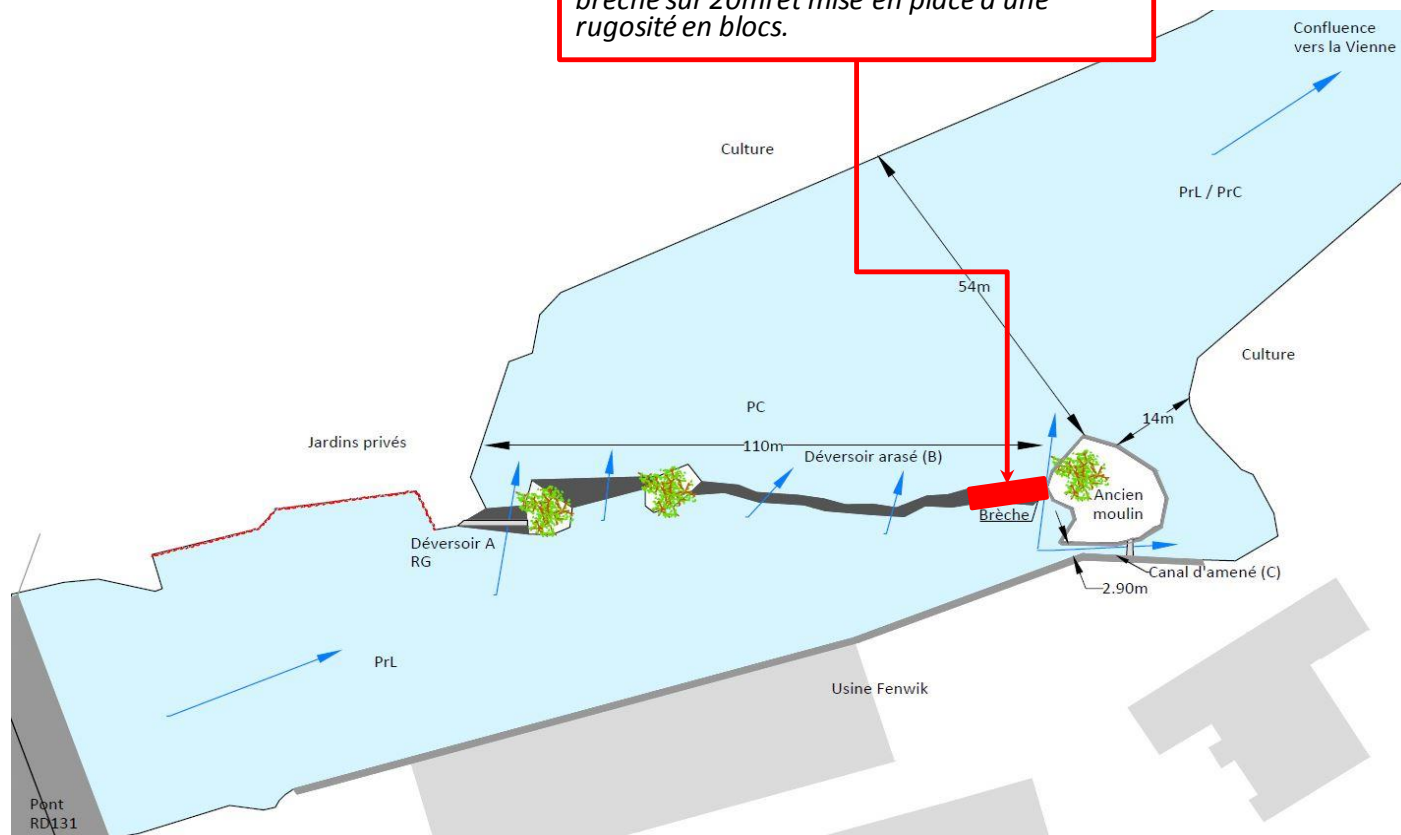 brèche sur 20ml et mise en place d'une
rugosité en blocs.
Confluence
vers la Vienne
Culture
PrL / PrC
54m
Culture
PC
14m
Jardins privés
110m
Déversoir arasé (B)
Ancien
moulin
Brèche
Déversoir A
RG
Canal d'amené (C)
2.90m
PrL
Usine Fenwik
Pont
RD131